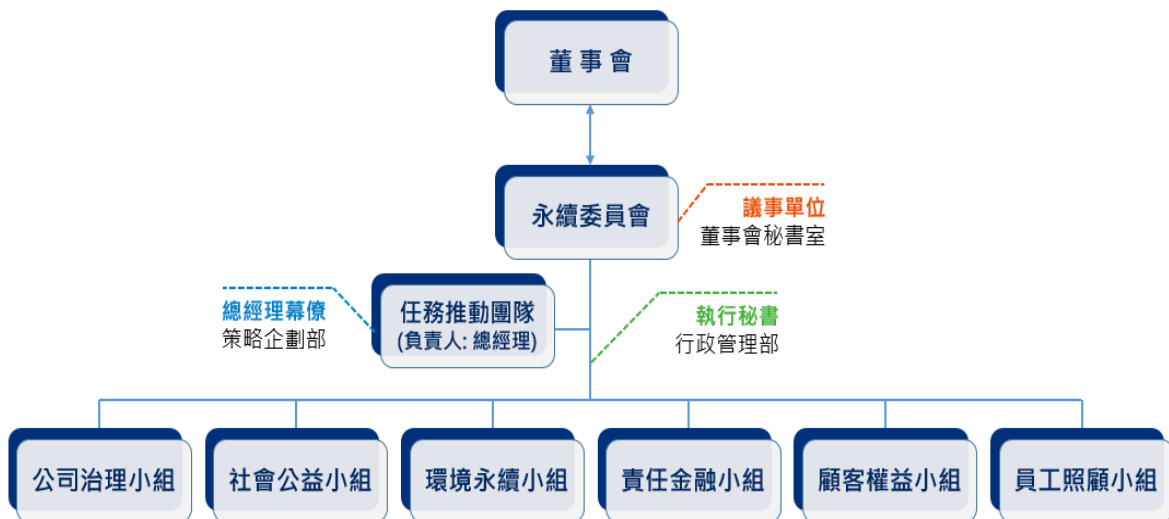 董事會
永續委員會
議事單位
董事會秘書室
任務推動團隊
(負責人: 總經理)
總經理幕僚
策略企劃部
執行秘書
行政管理部
公司治理小組
社會公益小組
環境永續小組
責任金融小組
顧客權益小組
員工照顧小組